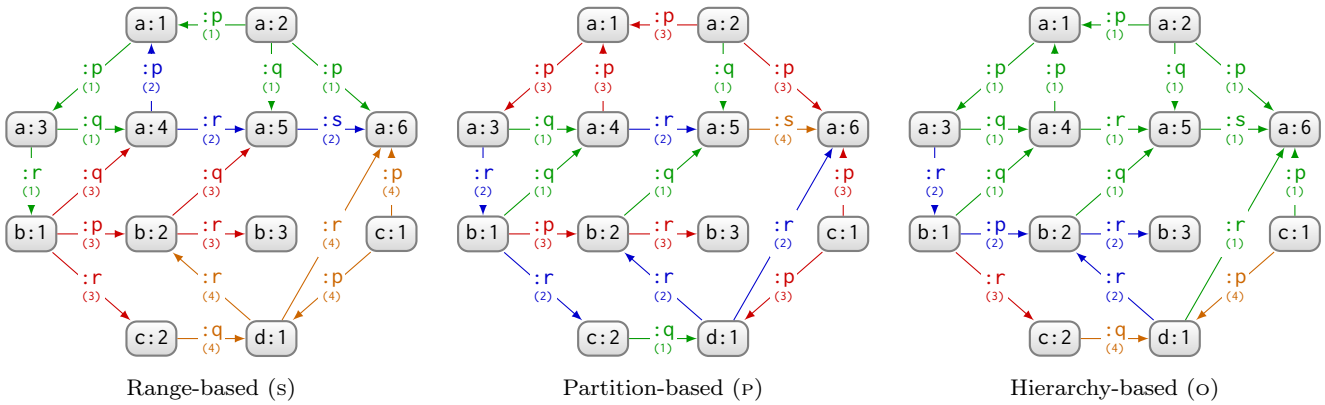 a:1 :p a:2
(1)
:p :p :q :p
(1) (2) (1) (1)
a:3 :q a:4 :r a:5 :s a:6
(1) (2) (2)
:r :q :q :p
(1) (3) (3) (4)
b:1 :p b:2 :r b:3 :r c:1
(3) (3) (4)
:r :r :p
(3) (4) (4)
c:2 :q d:1
(4)
Range-based (S)
a:1 :p a:2
(3)
:p :p :q :p
(3) (3) (1) (3)
a:3 :q a:4 :r a:5 :s a:6
(1) (2) (4)
:r :q :q :p
(2) (1) (1) (3)
b:1 :p b:2 :r b:3 :r c:1
(3) (3) (2)
:r :r :p
(2) (2) (3)
c:2 :q d:1
(1)
Partition-based (P)
a:1 :p a:2
(1)
:p :p :q :p
(1) (1) (1) (1)
a:3 :q a:4 :r a:5 :s a:6
(1) (1) (1)
:r :q :q :p
(2) (1) (1) (1)
b:1 :p b:2 :r b:3 :r c:1
(2) (2) (1)
:r :r :p
(3) (2) (4)
c:2 :q d:1
(4)
Hierarchy-based (O)